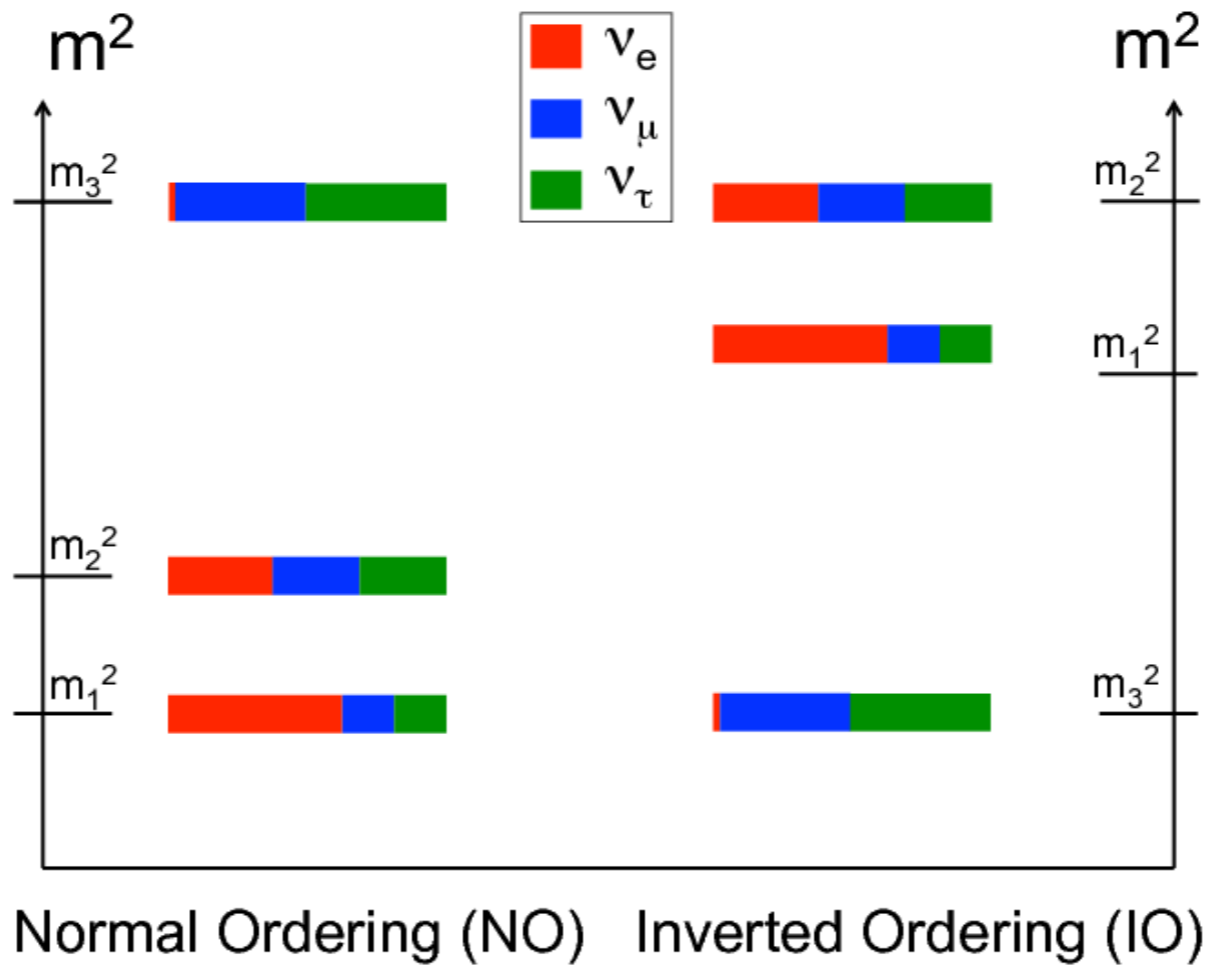 m²
m²
νe
νμ
ντ
m₃²
m₂²
m₁²
m₂²
m₁²
m₃²
Normal Ordering (NO)
Inverted Ordering (IO)